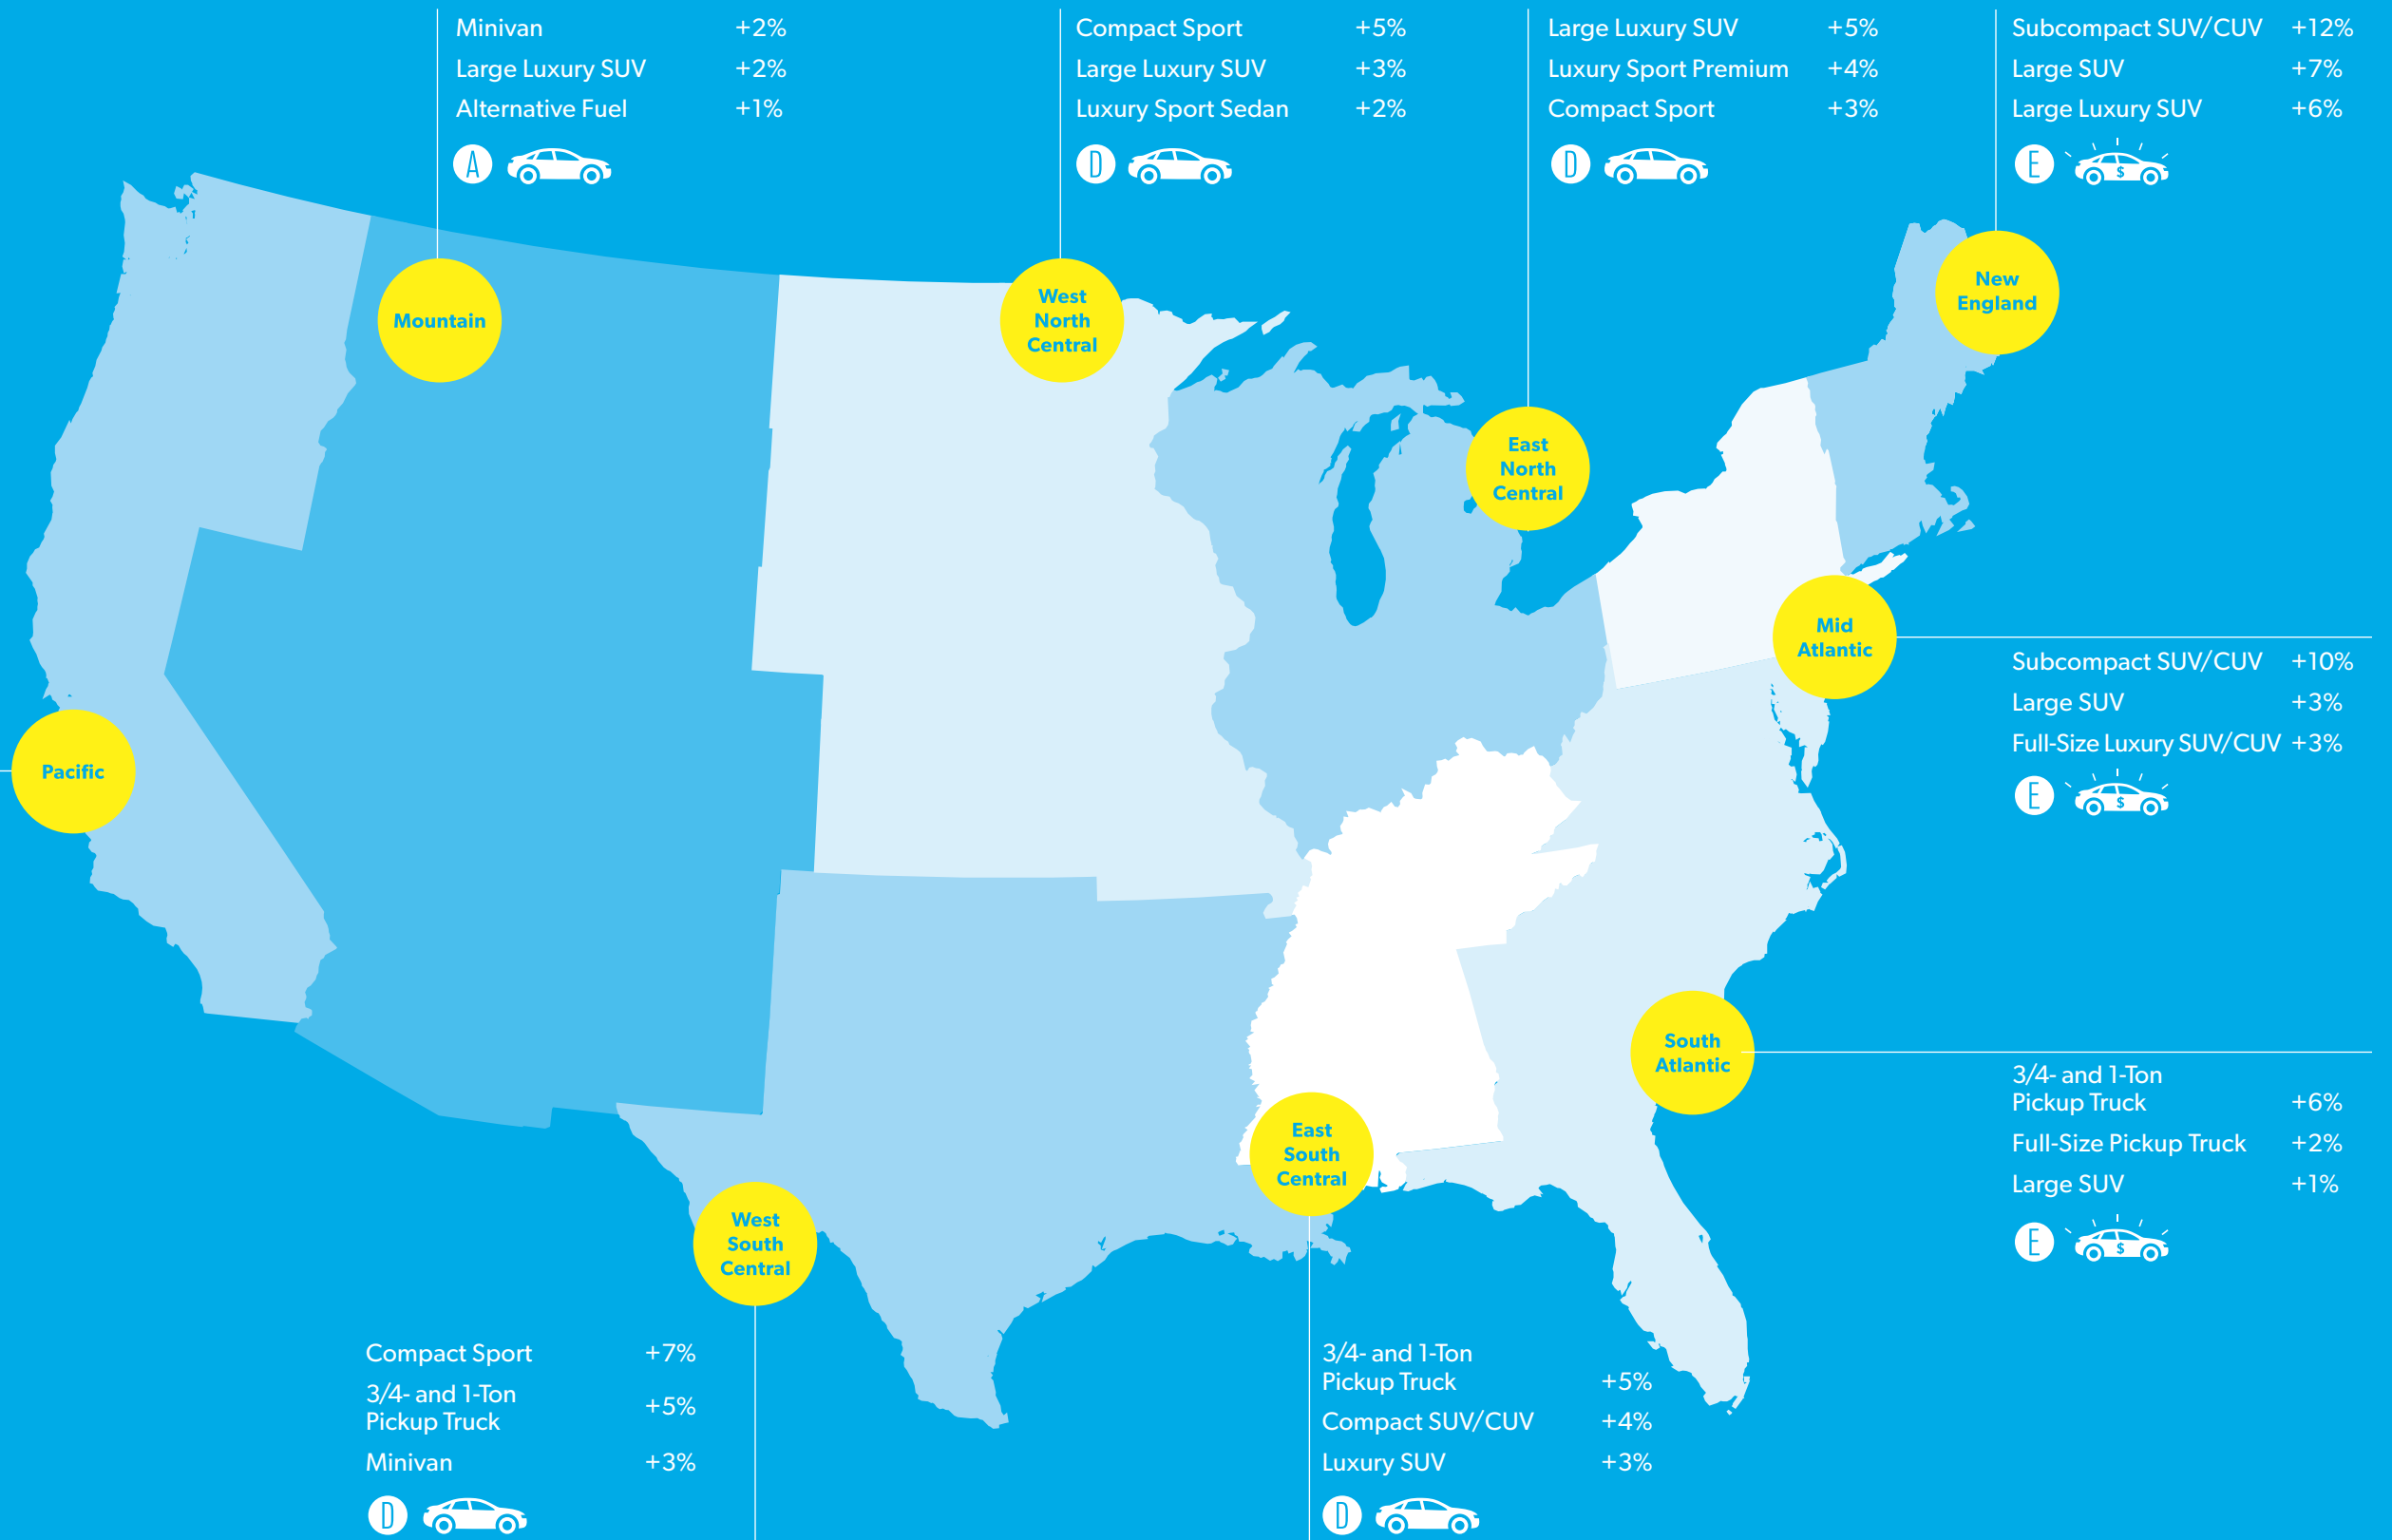 Minivan +2%
Large Luxury SUV +2%
Alternative Fuel +1%
A
Compact Sport +5%
Large Luxury SUV +3%
Luxury Sport Sedan +2%
D
Large Luxury SUV +5%
Luxury Sport Premium +4%
Compact Sport +3%
D
Subcompact SUV/CUV +12%
Large SUV +7%
Large Luxury SUV +6%
E $
Mountain
West
North
Central
East
North
Central
New
England
Mid
Atlantic
Subcompact SUV/CUV +10%
Large SUV +3%
Full-Size Luxury SUV/CUV +3%
E $
Pacific
South
Atlantic
3/4- and 1-Ton
Pickup Truck +6%
Full-Size Pickup Truck +2%
Large SUV +1%
E $
East
South
Central
West
South
Central
Compact Sport +7%
3/4- and 1-Ton
Pickup Truck +5%
Minivan +3%
D
3/4- and 1-Ton
Pickup Truck +5%
Compact SUV/CUV +4%
Luxury SUV +3%
D